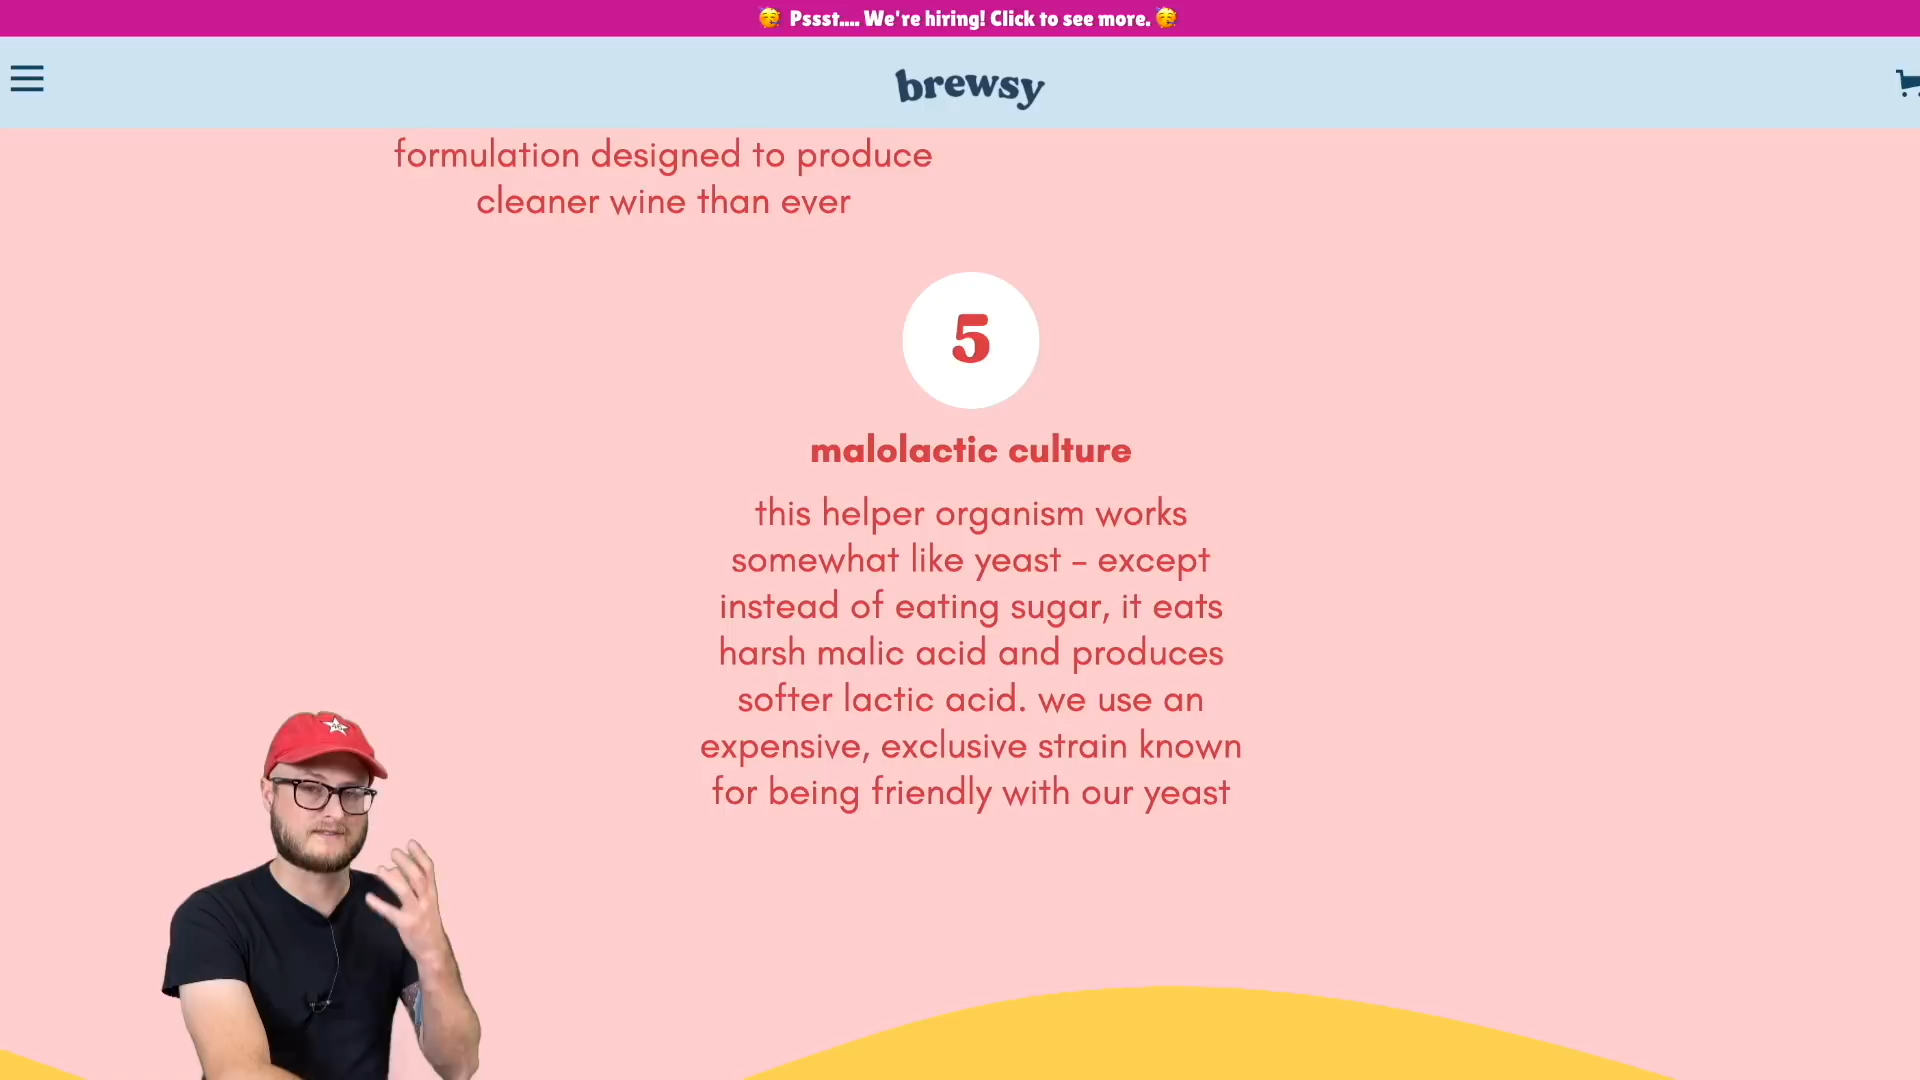 🥳 Pssst.... We're hiring! Click to see more. 🥳
brewsy
formulation designed to produce
cleaner wine than ever
5
malolactic culture
this helper organism works
somewhat like yeast – except
instead of eating sugar, it eats
harsh malic acid and produces
softer lactic acid. we use an
expensive, exclusive strain known
for being friendly with our yeast